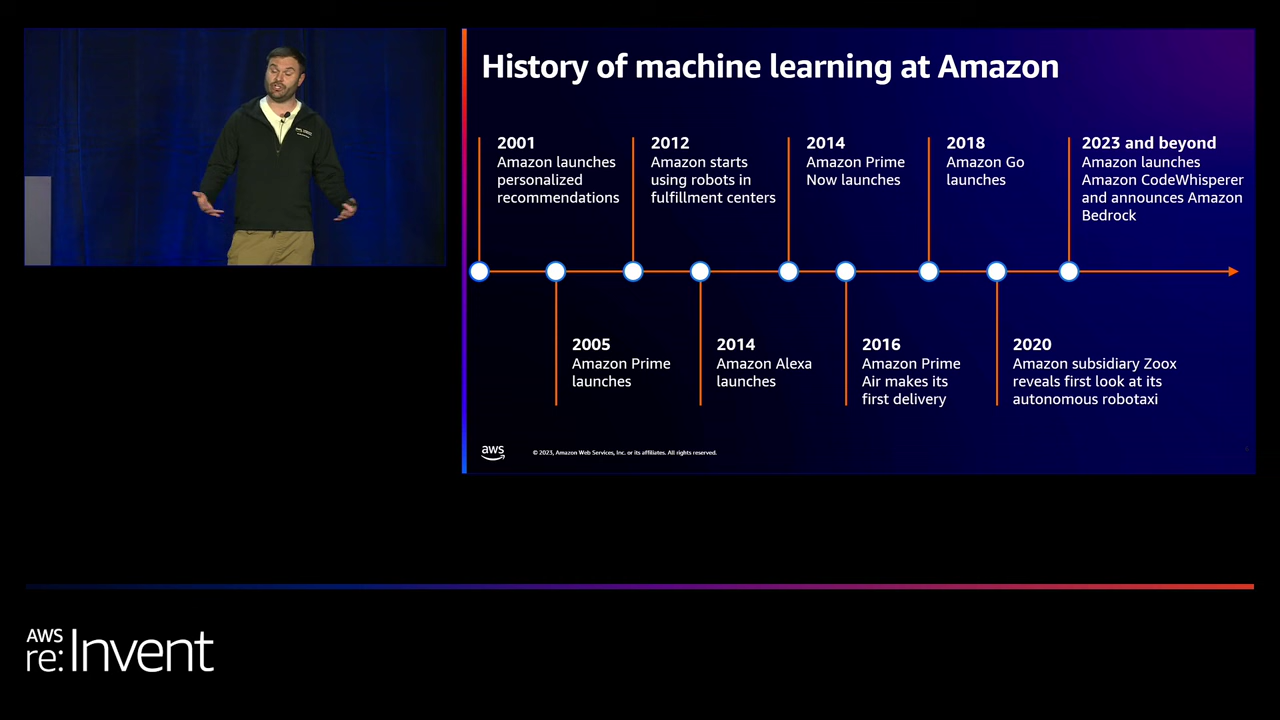 History of machine learning at Amazon
2001
Amazon launches
personalized
recommendations
2012
Amazon starts
using robots in
fulfillment centers
2014
Amazon Prime
Now launches
2018
Amazon Go
launches
2023 and beyond
Amazon launches
Amazon CodeWhisperer
and announces Amazon
Bedrock
2005
Amazon Prime
launches
2014
Amazon Alexa
launches
2016
Amazon Prime
Air makes its
first delivery
2020
Amazon subsidiary Zoox
reveals first look at its
autonomous robotaxi
aws
© 2023, Amazon Web Services, Inc. or its affiliates. All rights reserved.
AWS
re:Invent